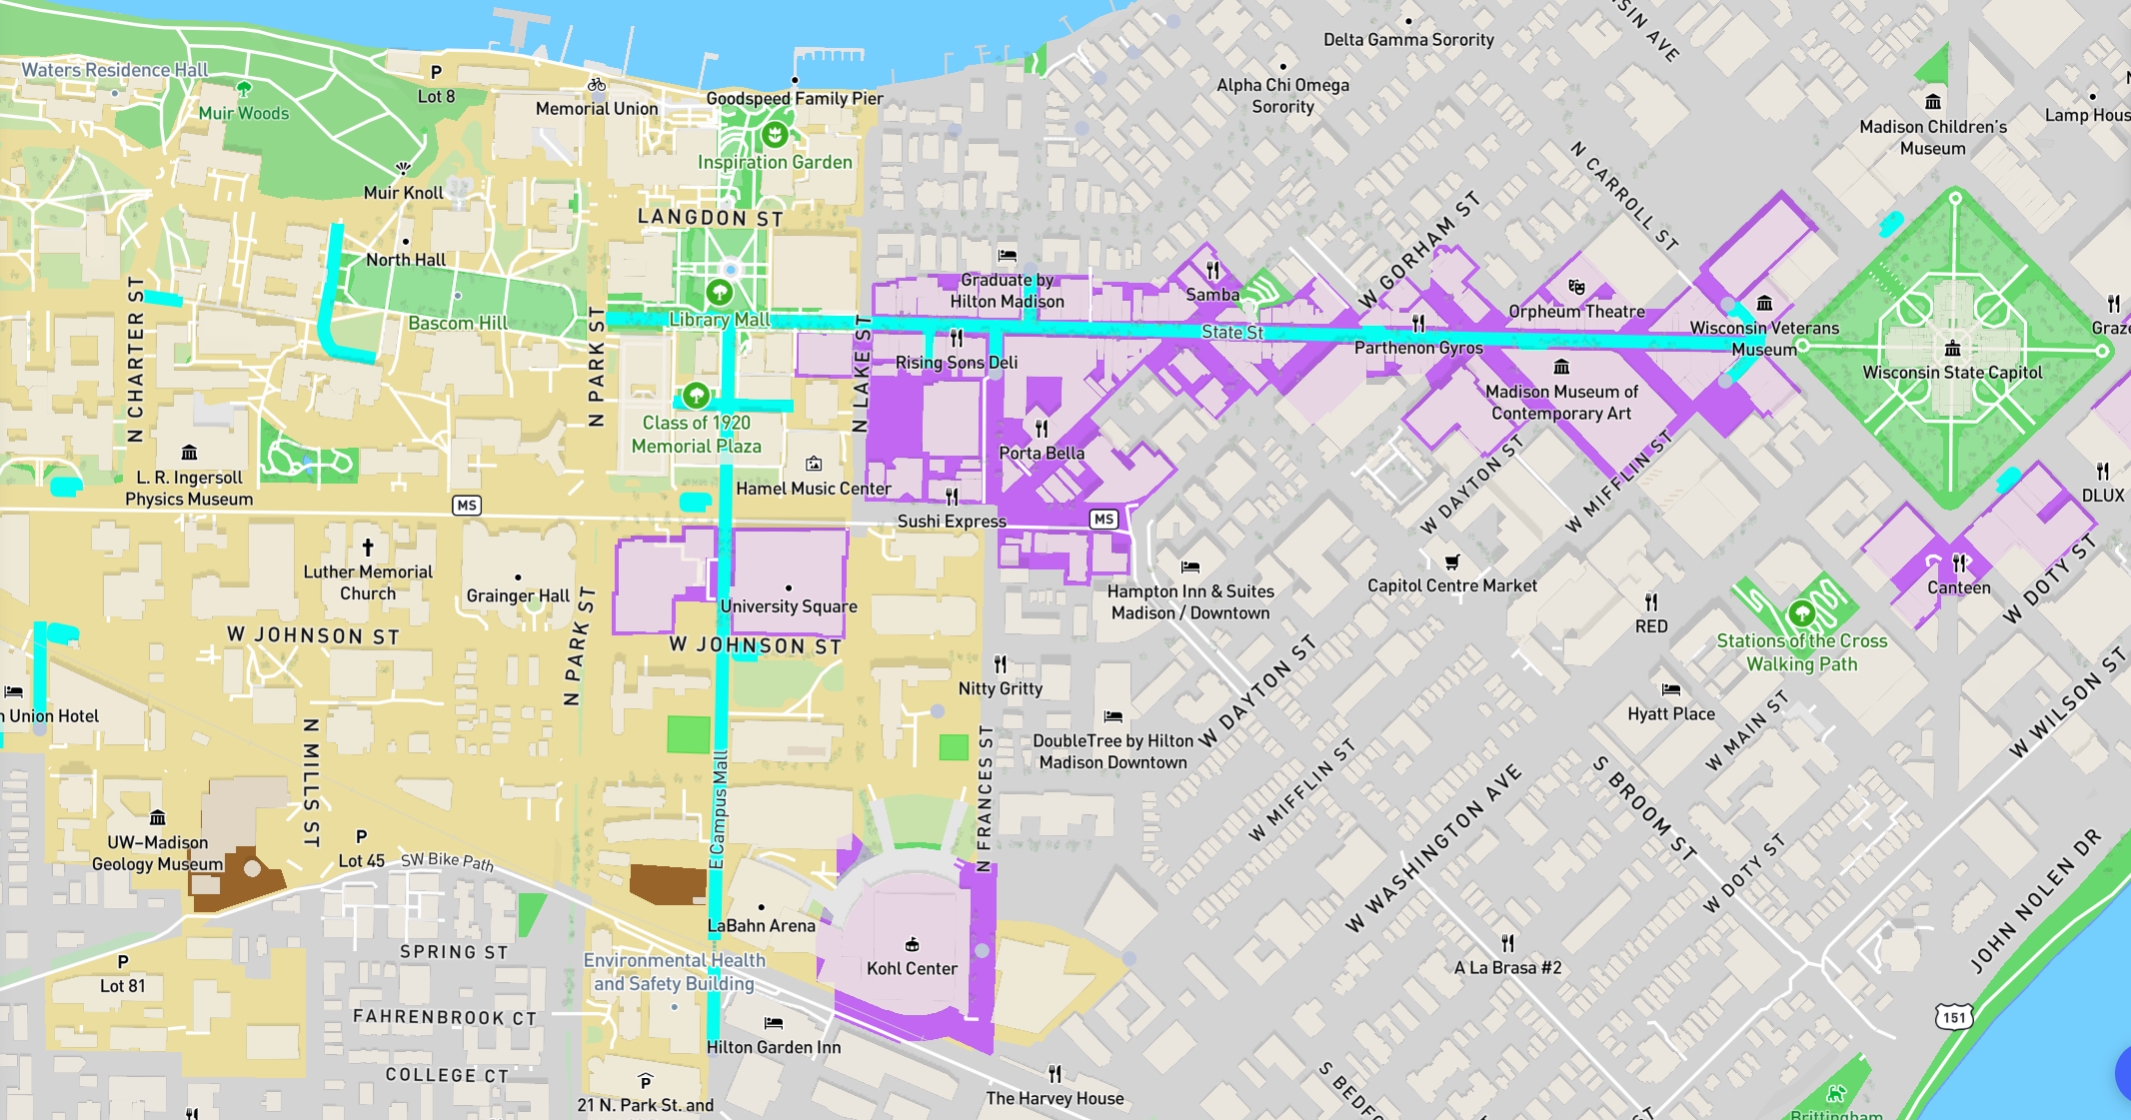 SIN AVE
Delta Gamma Sorority
Waters Residence Hall
Muir Woods
P
Lot 8
Memorial Union
Goodspeed Family Pier
Alpha Chi Omega
Sorority
Madison Children's
Museum
Inspiration Garden
Muir Knoll
N CARROLL ST
LANGDON ST
W GORHAM ST
North Hall
Graduate by
Hilton Madison
Samba
Orpheum Theatre
N CHARTER ST
Bascom Hill
N PARK ST
Library Mall
N LAKE ST
Rising Sons Deli
State St
Parthenon Gyros
Wisconsin Veterans
Museum
Wisconsin State Capitol
Madison Museum of
Contemporary Art
Class of 1920
Memorial Plaza
Porta Bella
W DAYTON ST
W MIFFLIN ST
L. R. Ingersoll
Physics Museum
Hamel Music Center
DLUX
MS
Sushi Express
MS
Luther Memorial
Church
Grainger Hall
University Square
Hampton Inn & Suites
Madison / Downtown
Capitol Centre Market
Canteen
W DOTY ST
RED
W JOHNSON ST
N PARK ST
W JOHNSON ST
Stations of the Cross
Walking Path
Nitty Gritty
W DAYTON ST
n Union Hotel
Hyatt Place
W WILSON ST
N MILLS ST
DoubleTree by Hilton
Madison Downtown
W MAIN ST
E Campus Mall
N FRANCES ST
W MIFFLIN ST
W WASHINGTON AVE
S BROOM ST
UW–Madison
Geology Museum
P
Lot 45
SW Bike Path
W DOTY ST
JOHN NOLEN DR
LaBahn Arena
SPRING ST
Environmental Health
and Safety Building
Kohl Center
A La Brasa #2
P
Lot 81
FAHRENBROOK CT
151
Hilton Garden Inn
COLLEGE CT
P
21 N. Park St. and
The Harvey House
S BEDFO
ST
Brittingham